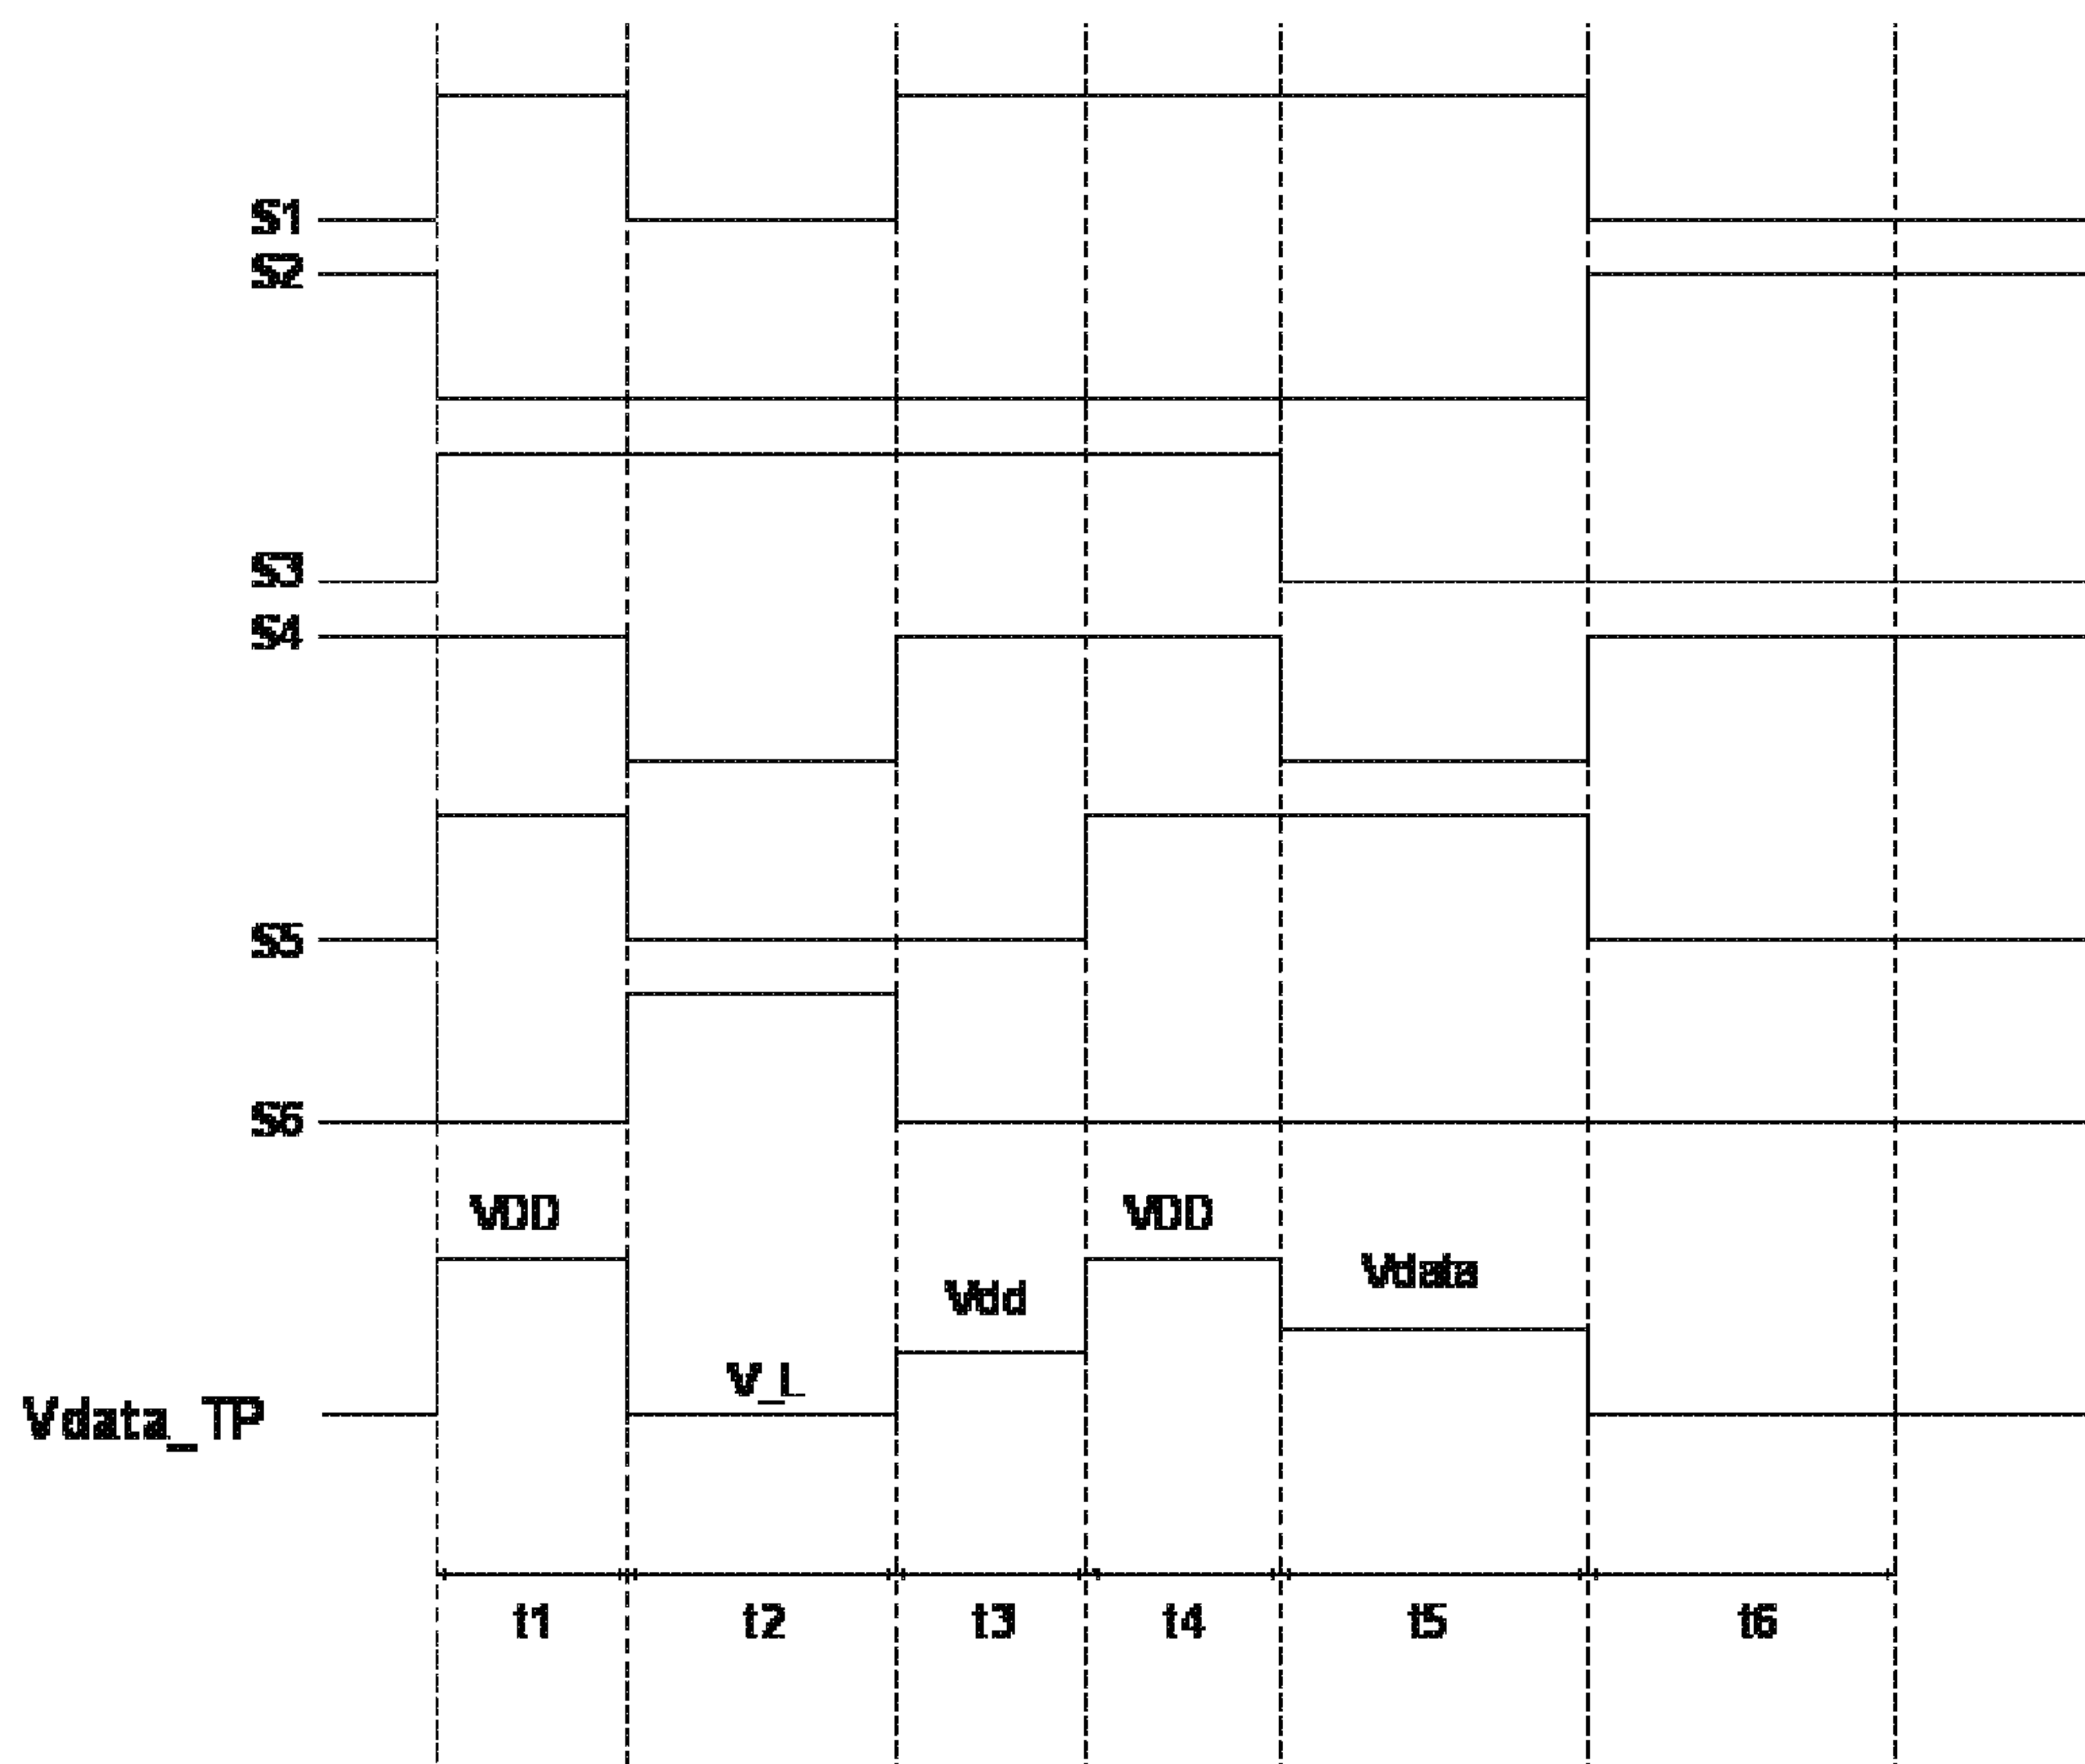 S1
S2
S3
S4
S5
S6
VDD
VDD
Vdata
Vdd
V_L
Vdata_TP
t1 t2 t3 t4 t5 t6